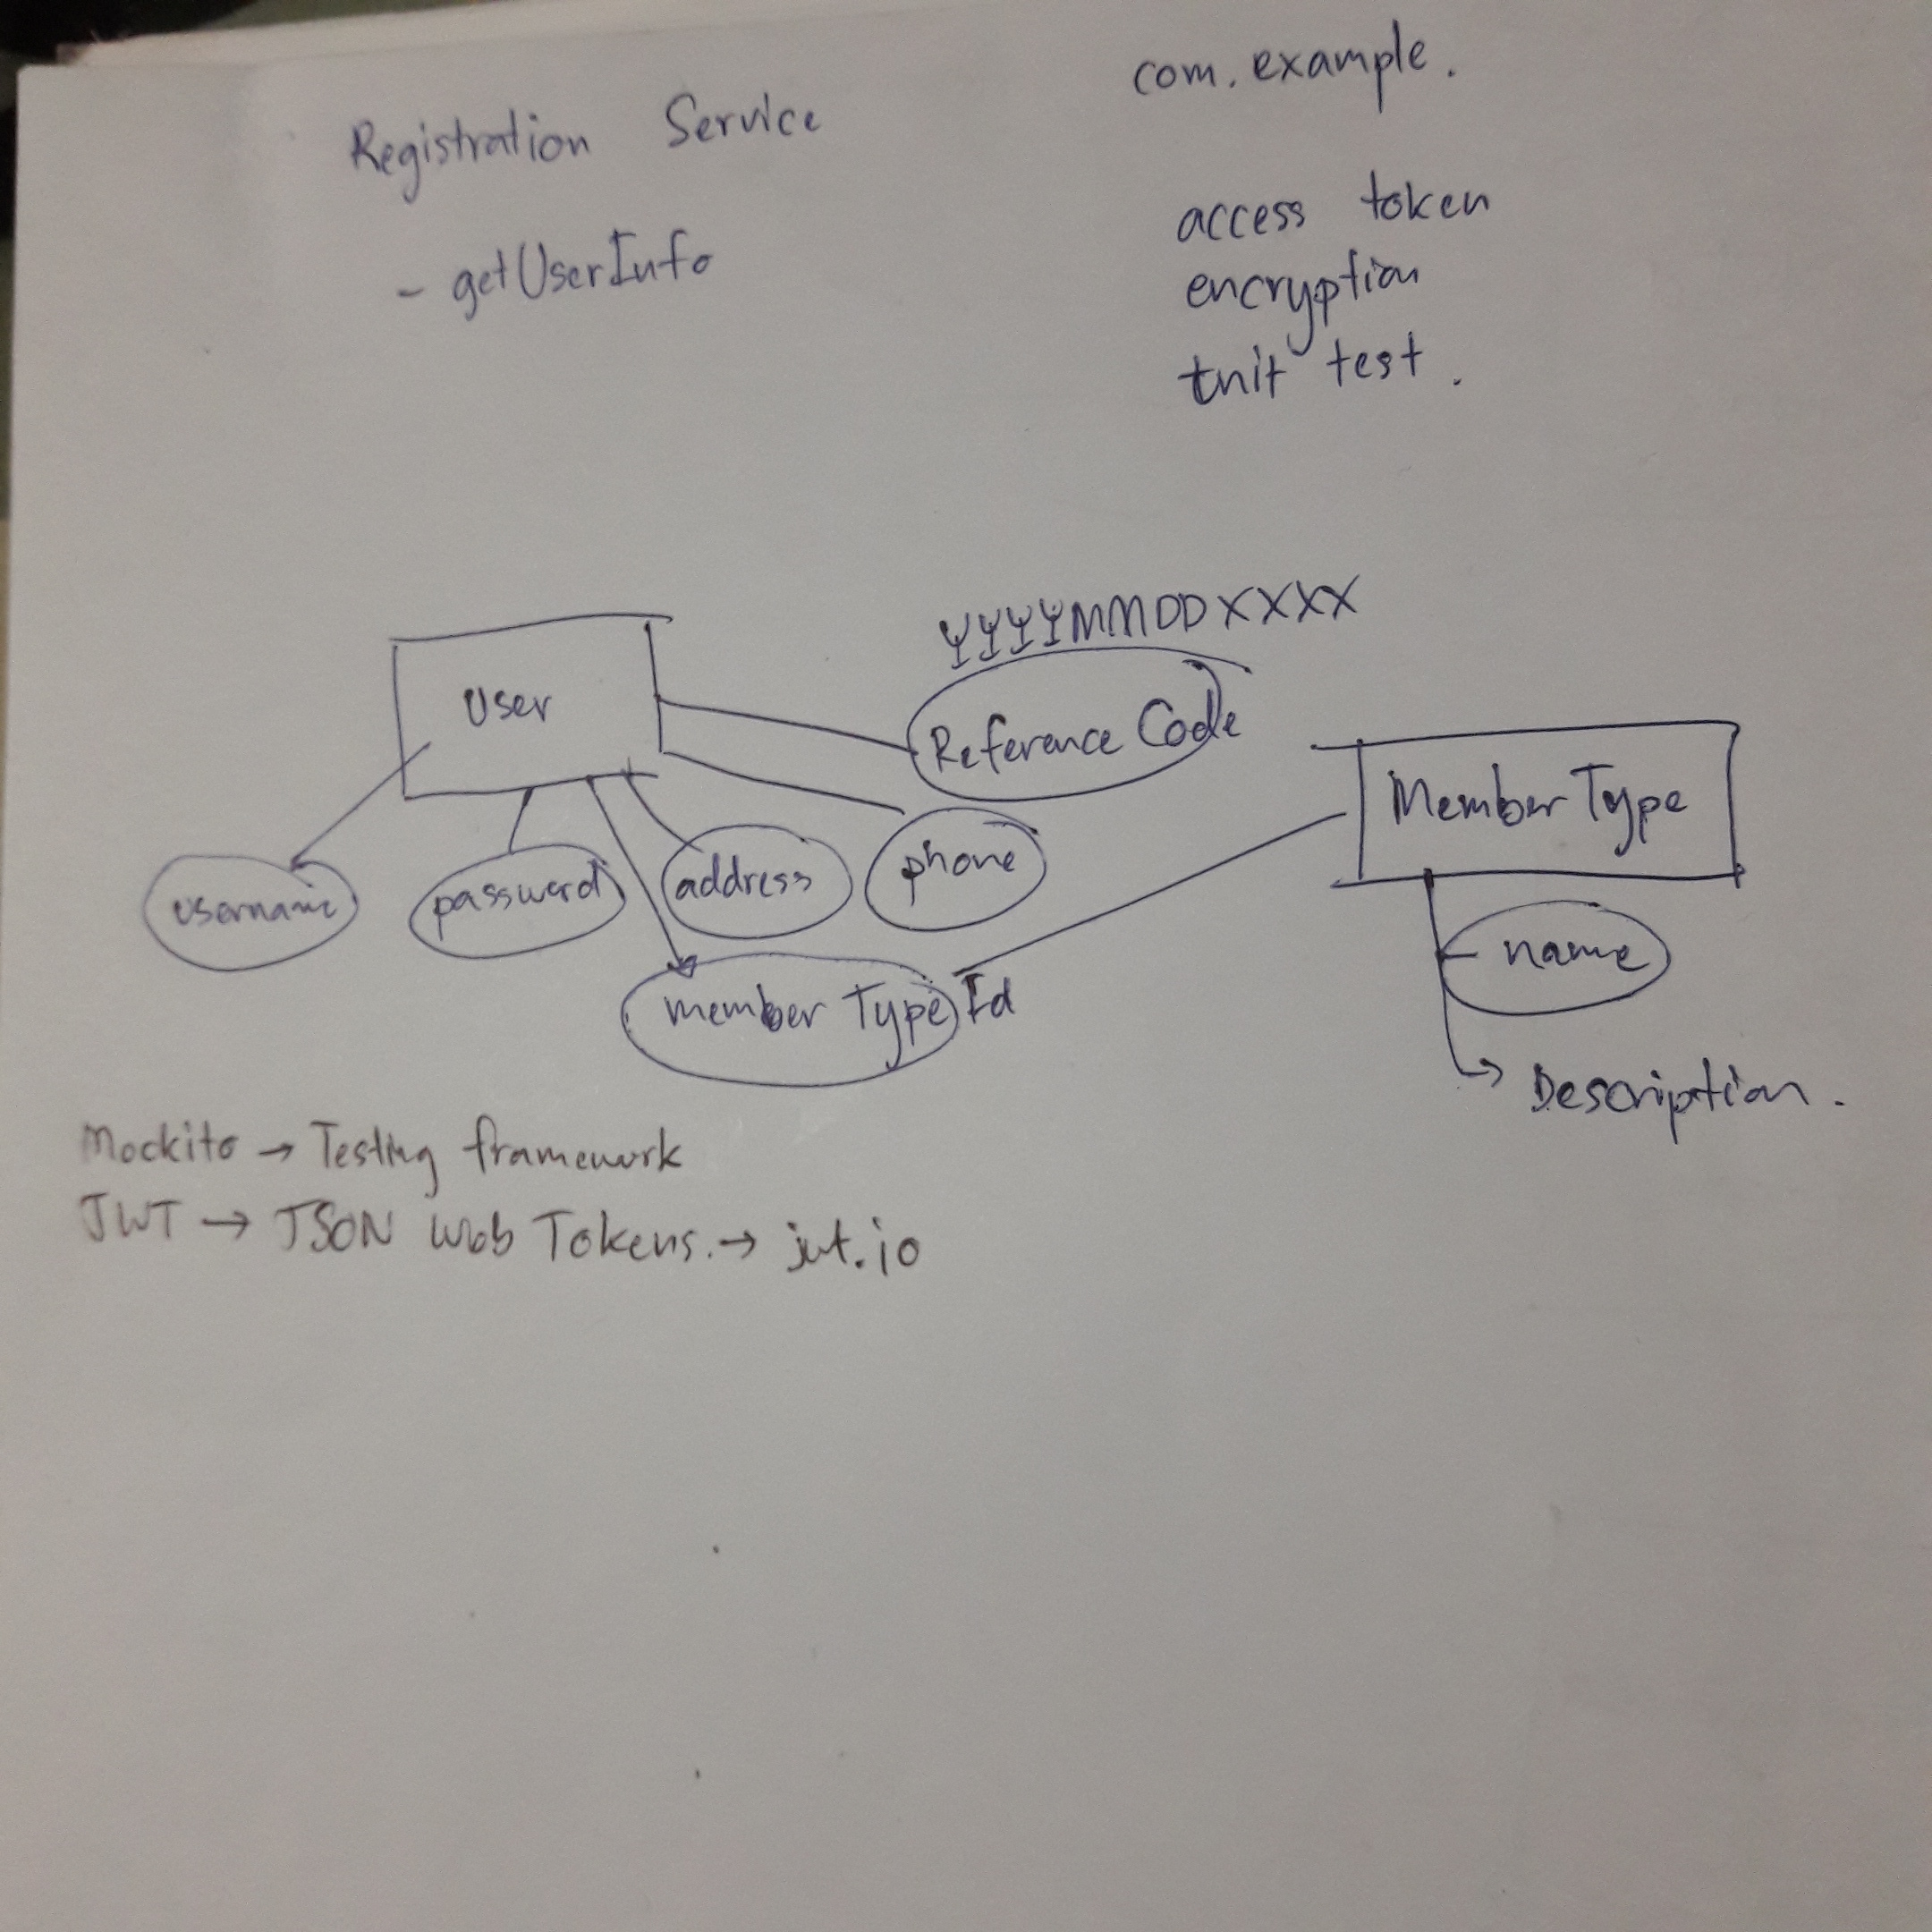 Registration Service
- getUserInfo
com.example.
access token
encryption
tnit test.
User
YYYYMMDDXXXX
Reference Code
Member Type
username
password
address
phone
member Type Id
name
Description.
Mockito → Testing framework
JWT → JSON Web Tokens. → jwt.io